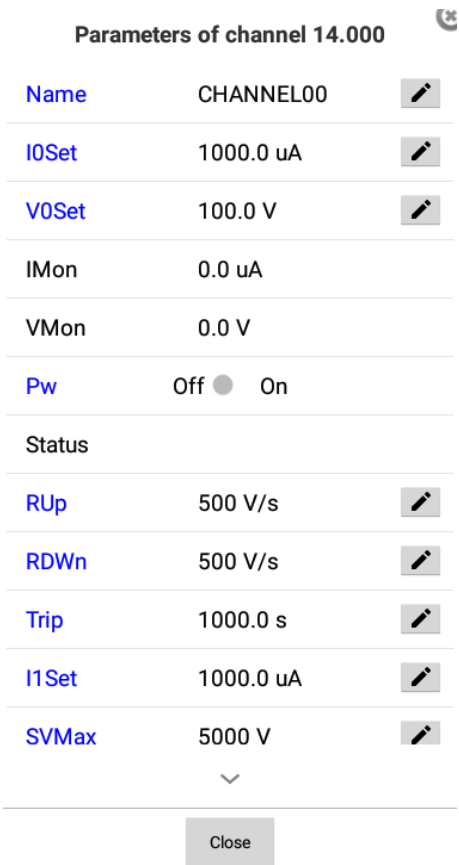 Parameters of channel 14.000
Name CHANNEL00
I0Set 1000.0 uA
V0Set 100.0 V
IMon 0.0 uA
VMon 0.0 V
Pw Off On
Status
RUp 500 V/s
RDWn 500 V/s
Trip 1000.0 s
I1Set 1000.0 uA
SVMax 5000 V
Close